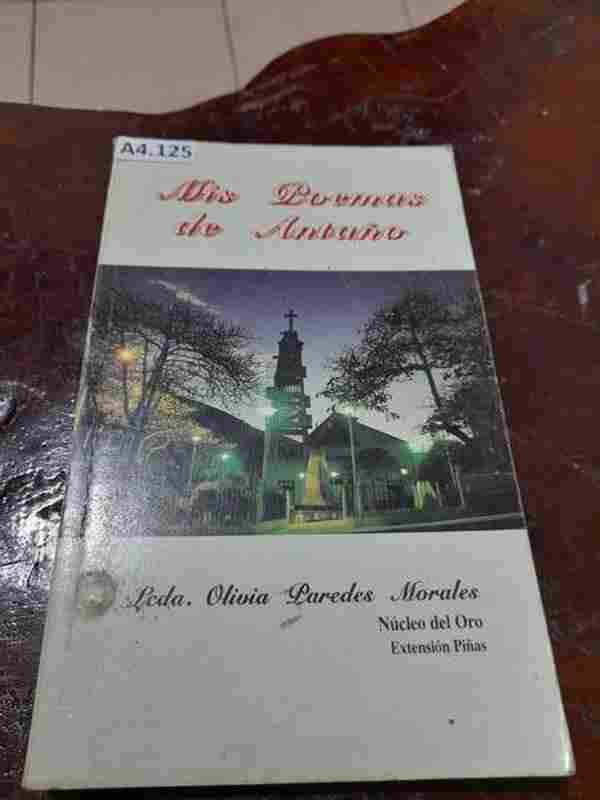 A4.125
Mis Poemas
de Antaño
Lcda. Olivia Paredes Morales
Núcleo del Oro
Extensión Piñas